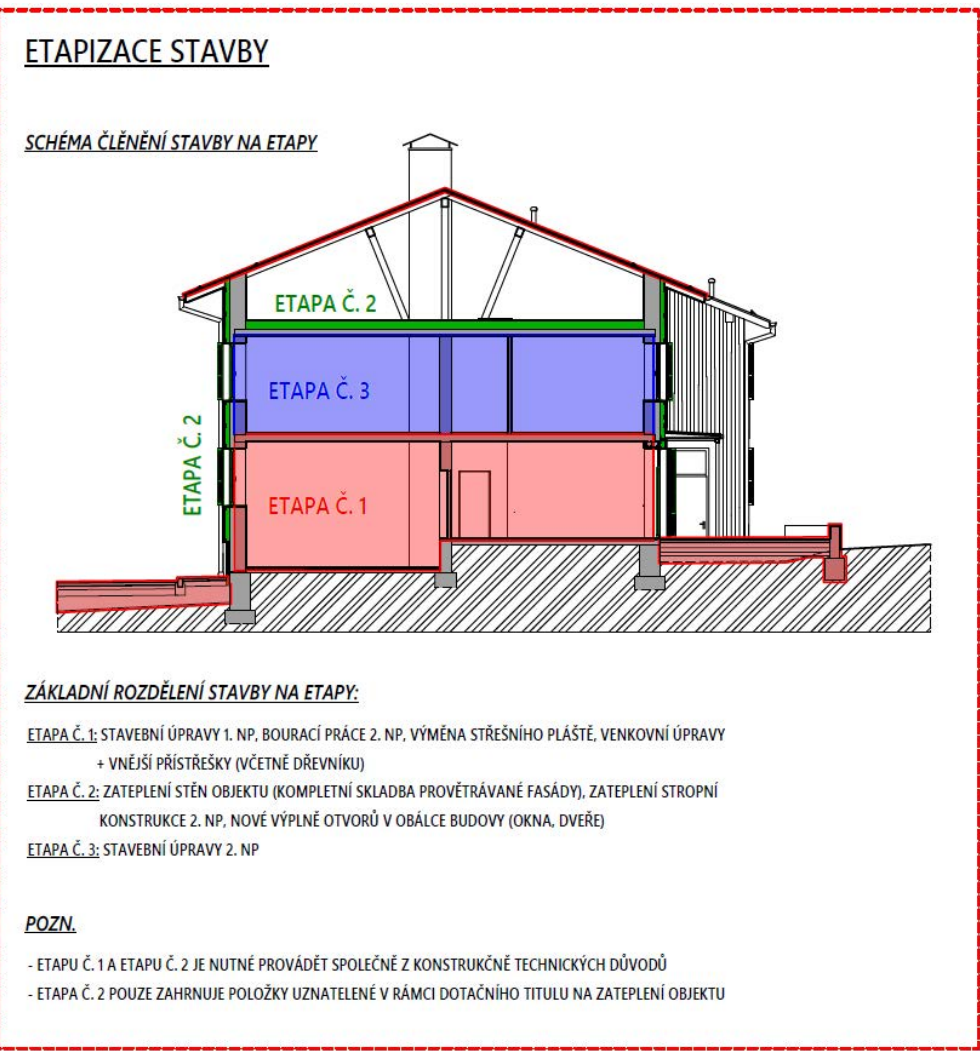 ETAPIZACE STAVBY
SCHÉMA ČLĚNĚNÍ STAVBY NA ETAPY
ETAPA Č. 2
ETAPA Č. 3
ETAPA Č. 2
ETAPA Č. 1
ZÁKLADNÍ ROZDĚLENÍ STAVBY NA ETAPY:
ETAPA Č. 1: STAVEBNÍ ÚPRAVY 1. NP, BOURACÍ PRÁCE 2. NP, VÝMĚNA STŘEŠNÍHO PLÁŠTĚ, VENKOVNÍ ÚPRAVY
+ VNĚJŠÍ PŘÍSTŘEŠKY (VČETNĚ DŘEVNÍKU)
ETAPA Č. 2: ZATEPLENÍ STĚN OBJEKTU (KOMPLETNÍ SKLADBA PROVĚTRÁVANÉ FASÁDY), ZATEPLENÍ STROPNÍ
KONSTRUKCE 2. NP, NOVÉ VÝPLNĚ OTVORŮ V OBÁLCE BUDOVY (OKNA, DVEŘE)
ETAPA Č. 3: STAVEBNÍ ÚPRAVY 2. NP
POZN.
- ETAPU Č. 1 A ETAPU Č. 2 JE NUTNÉ PROVÁDĚT SPOLEČNĚ Z KONSTRUKČNĚ TECHNICKÝCH DŮVODŮ
- ETAPA Č. 2 POUZE ZAHRNUJE POLOŽKY UZNATELENÉ V RÁMCI DOTAČNÍHO TITULU NA ZATEPLENÍ OBJEKTU